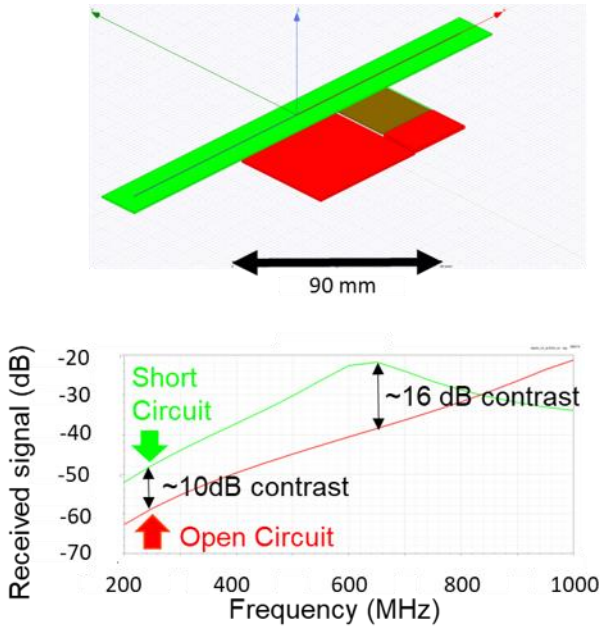 90 mm
-20
-30
-40
-50
-60
-70
Received signal (dB)
Short
Circuit
~16 dB contrast
~10dB contrast
Open Circuit
200
400
600
800
1000
Frequency (MHz)